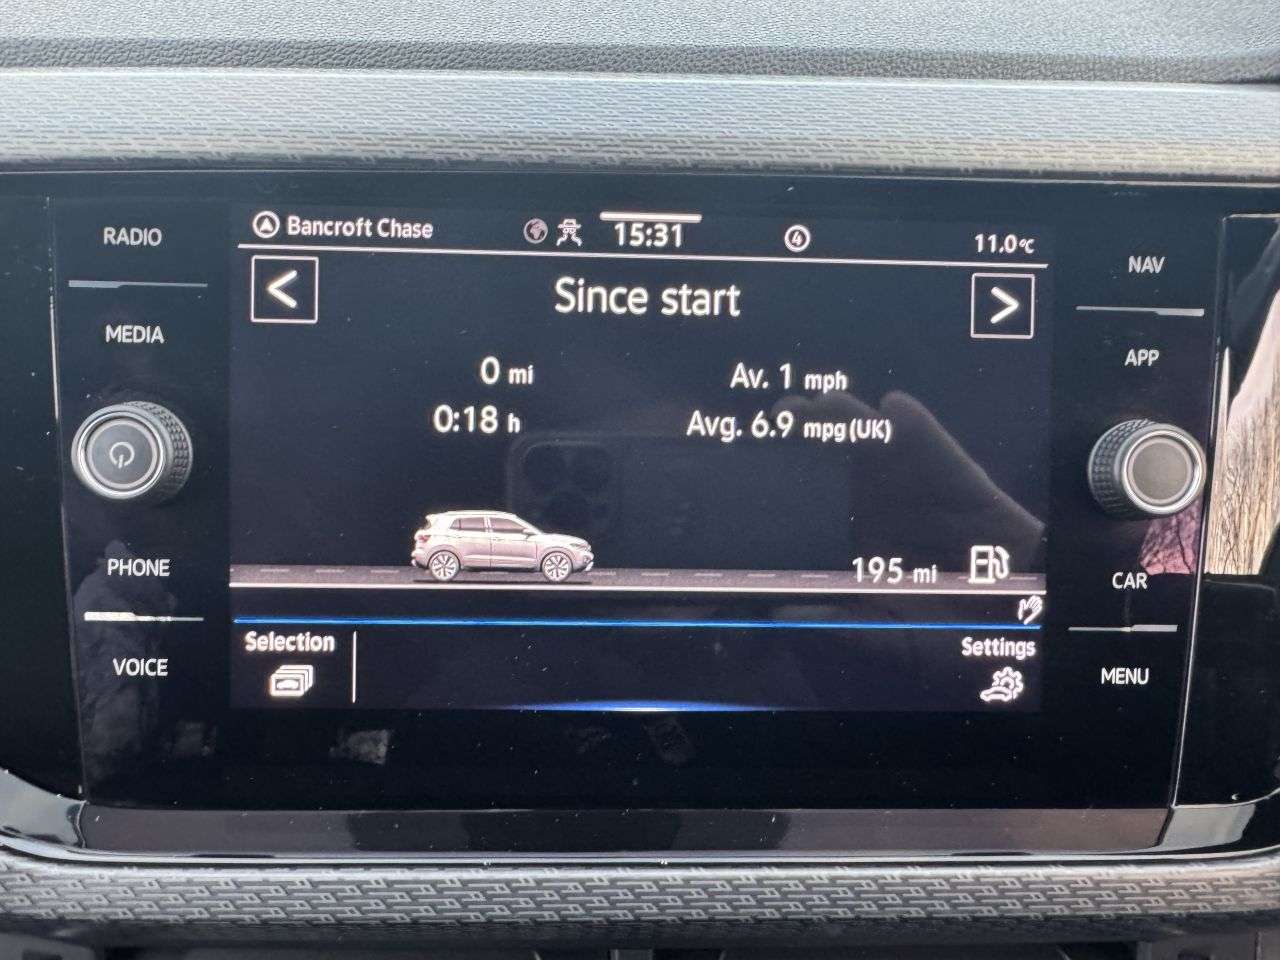 RADIO
MEDIA
PHONE
VOICE
Bancroft Chase
15:31
4
11.0°C
< Since start >
0 mi
Av. 1 mph
0:18 h
Avg. 6.9 mpg(UK)
195 mi
Selection
Settings
NAV
APP
CAR
MENU